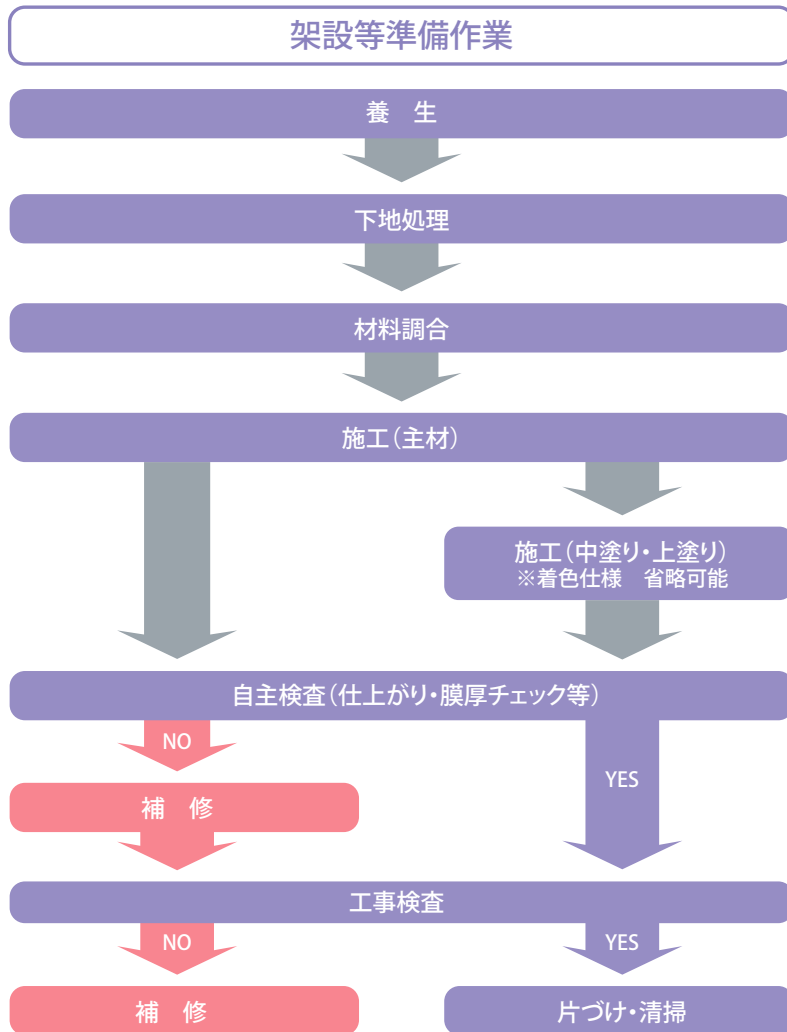 架設等準備作業
養　生
下地処理
材料調合
施工（主材）
施工（中塗り・上塗り）
※着色仕様　省略可能
自主検査（仕上がり・膜厚チェック等）
NO
YES
補　修
工事検査
NO
YES
補　修
片づけ・清掃